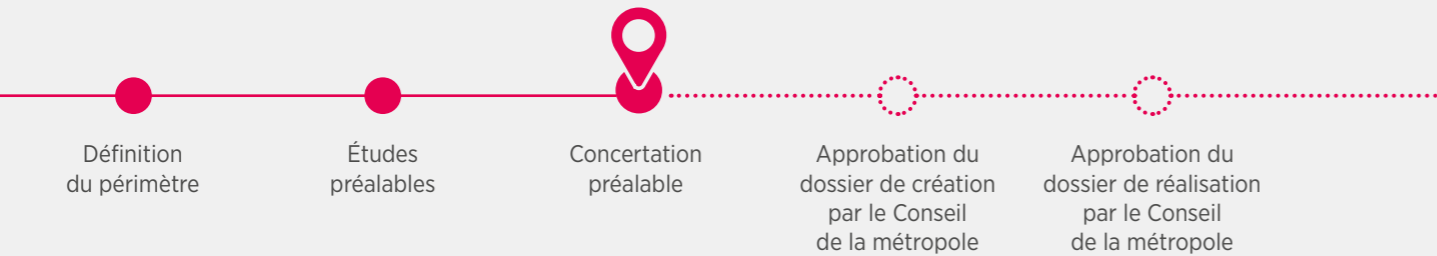 Définition
du périmètre
Études
préalables
Concertation
préalable
Approbation du
dossier de création
par le Conseil
de la métropole
Approbation du
dossier de réalisation
par le Conseil
de la métropole